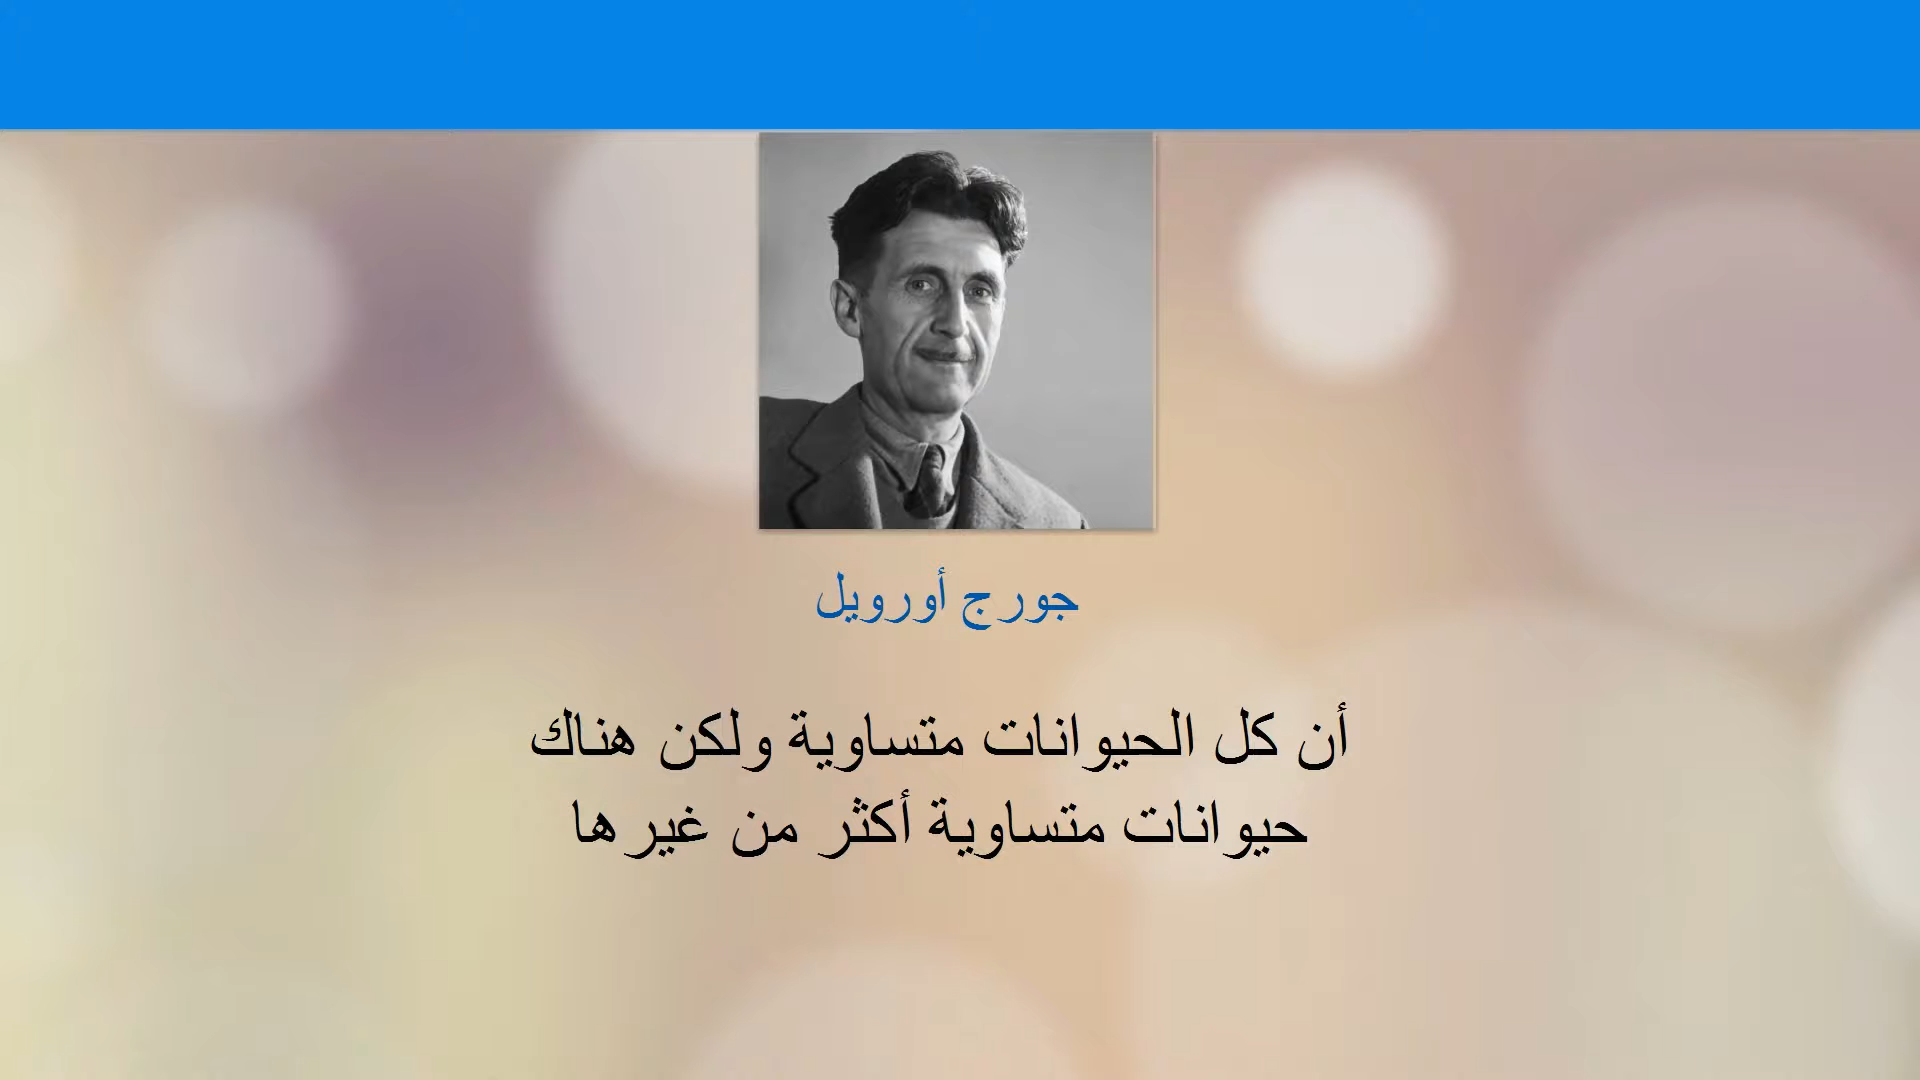 جورج أورويل
أن كل الحيوانات متساوية ولكن هناك
حيوانات متساوية أكثر من غيرها